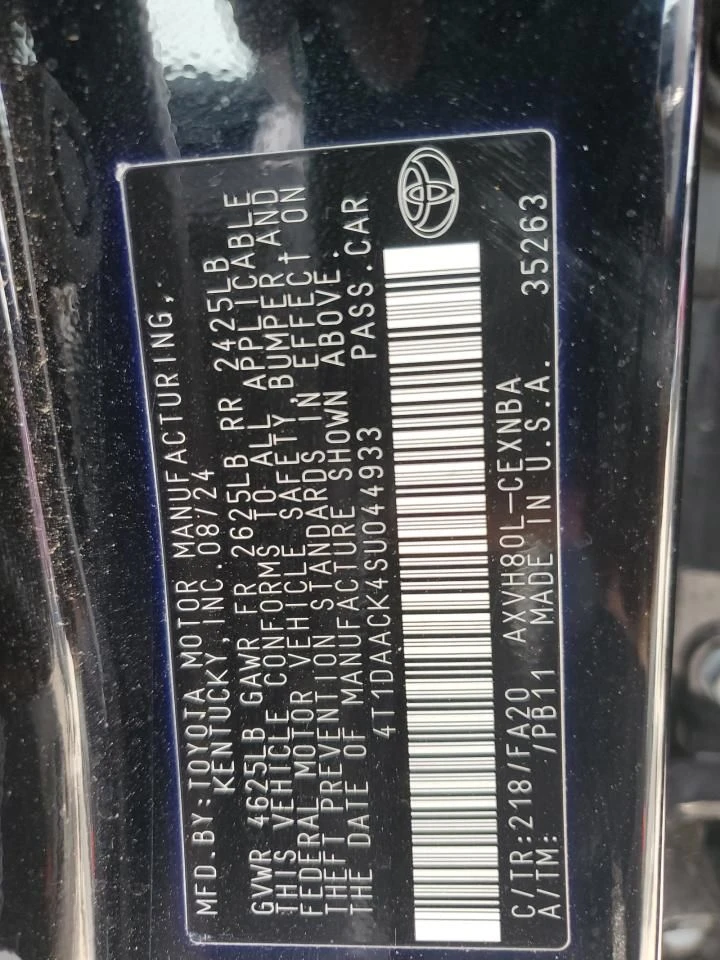 MFD.BY:TOYOTA MOTOR MANUFACTURING,
KENTUCKY, INC. 08/24
GVWR 4625LB GAWR FR 2625LB RR 2425LB
THIS VEHICLE CONFORMS TO ALL APPLICABLE
FEDERAL MOTOR VEHICLE SAFETY, BUMPER, AND
THEFT PREVENTION STANDARDS IN EFFECT ON
THE DATE OF MANUFACTURE SHOWN ABOVE.
4T1DAACK4SU044933 PASS.CAR
C/TR:218/FA20 AXVH80L-CEXNBA
A/TM: /PB11 MADE IN U.S.A. 35263